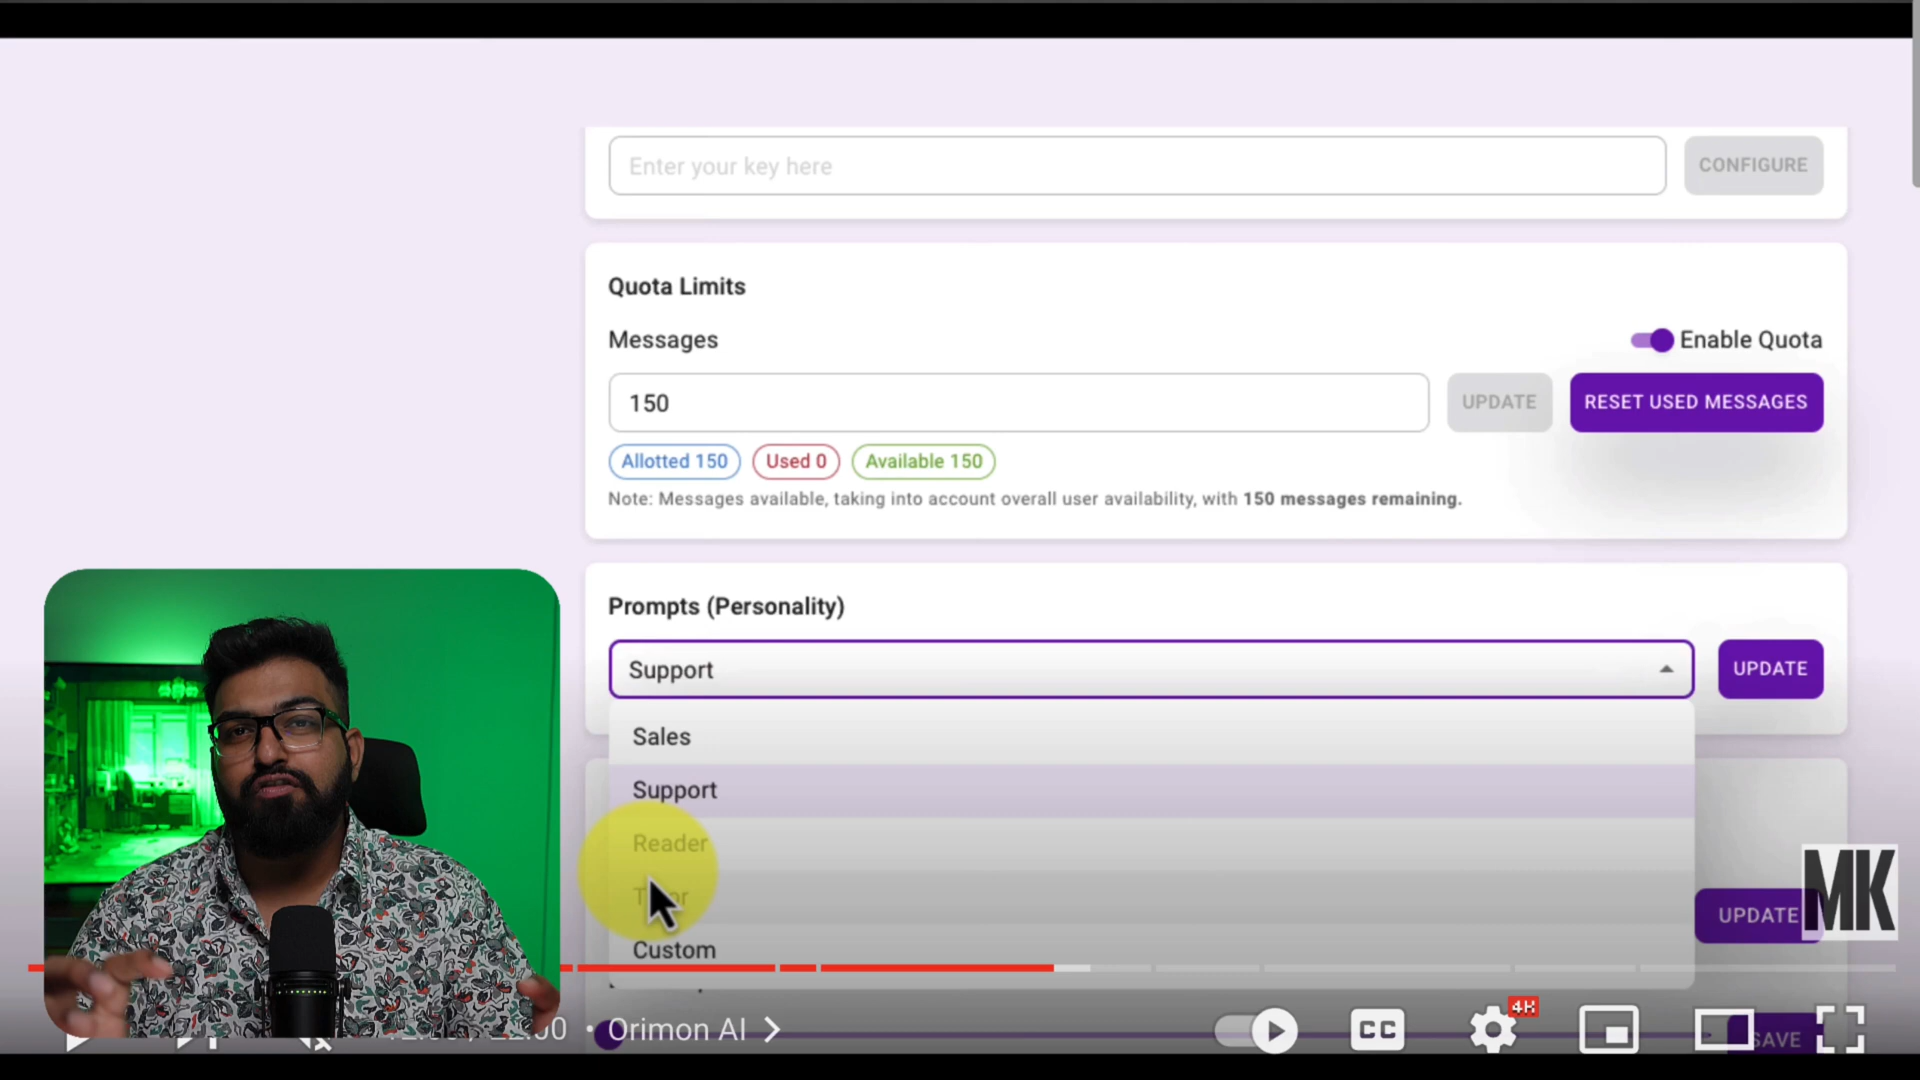 Enter your key here
CONFIGURE
Quota Limits
Messages
Enable Quota
150
UPDATE
RESET USED MESSAGES
Allotted 150
Used 0
Available 150
Note: Messages available, taking into account overall user availability, with 150 messages remaining.
Prompts (Personality)
Support
UPDATE
Sales
Support
Reader
Custom
UPDATE
MK
• Orimon AI
CC
SAVE